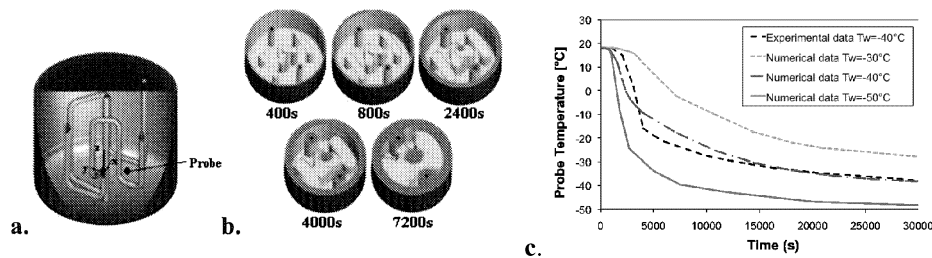 a.
z
x
y
Probe
b.
400s
800s
2400s
4000s
7200s
c.
Probe Temperature [°C]
30
20
10
0
-10
-20
-30
-40
-50
0
5000
10000
15000
20000
25000
30000
Time (s)
Experimental data Tw=-40°C
Numerical data Tw=-30°C
Numerical data Tw=-40°C
Numerical data Tw=-50°C